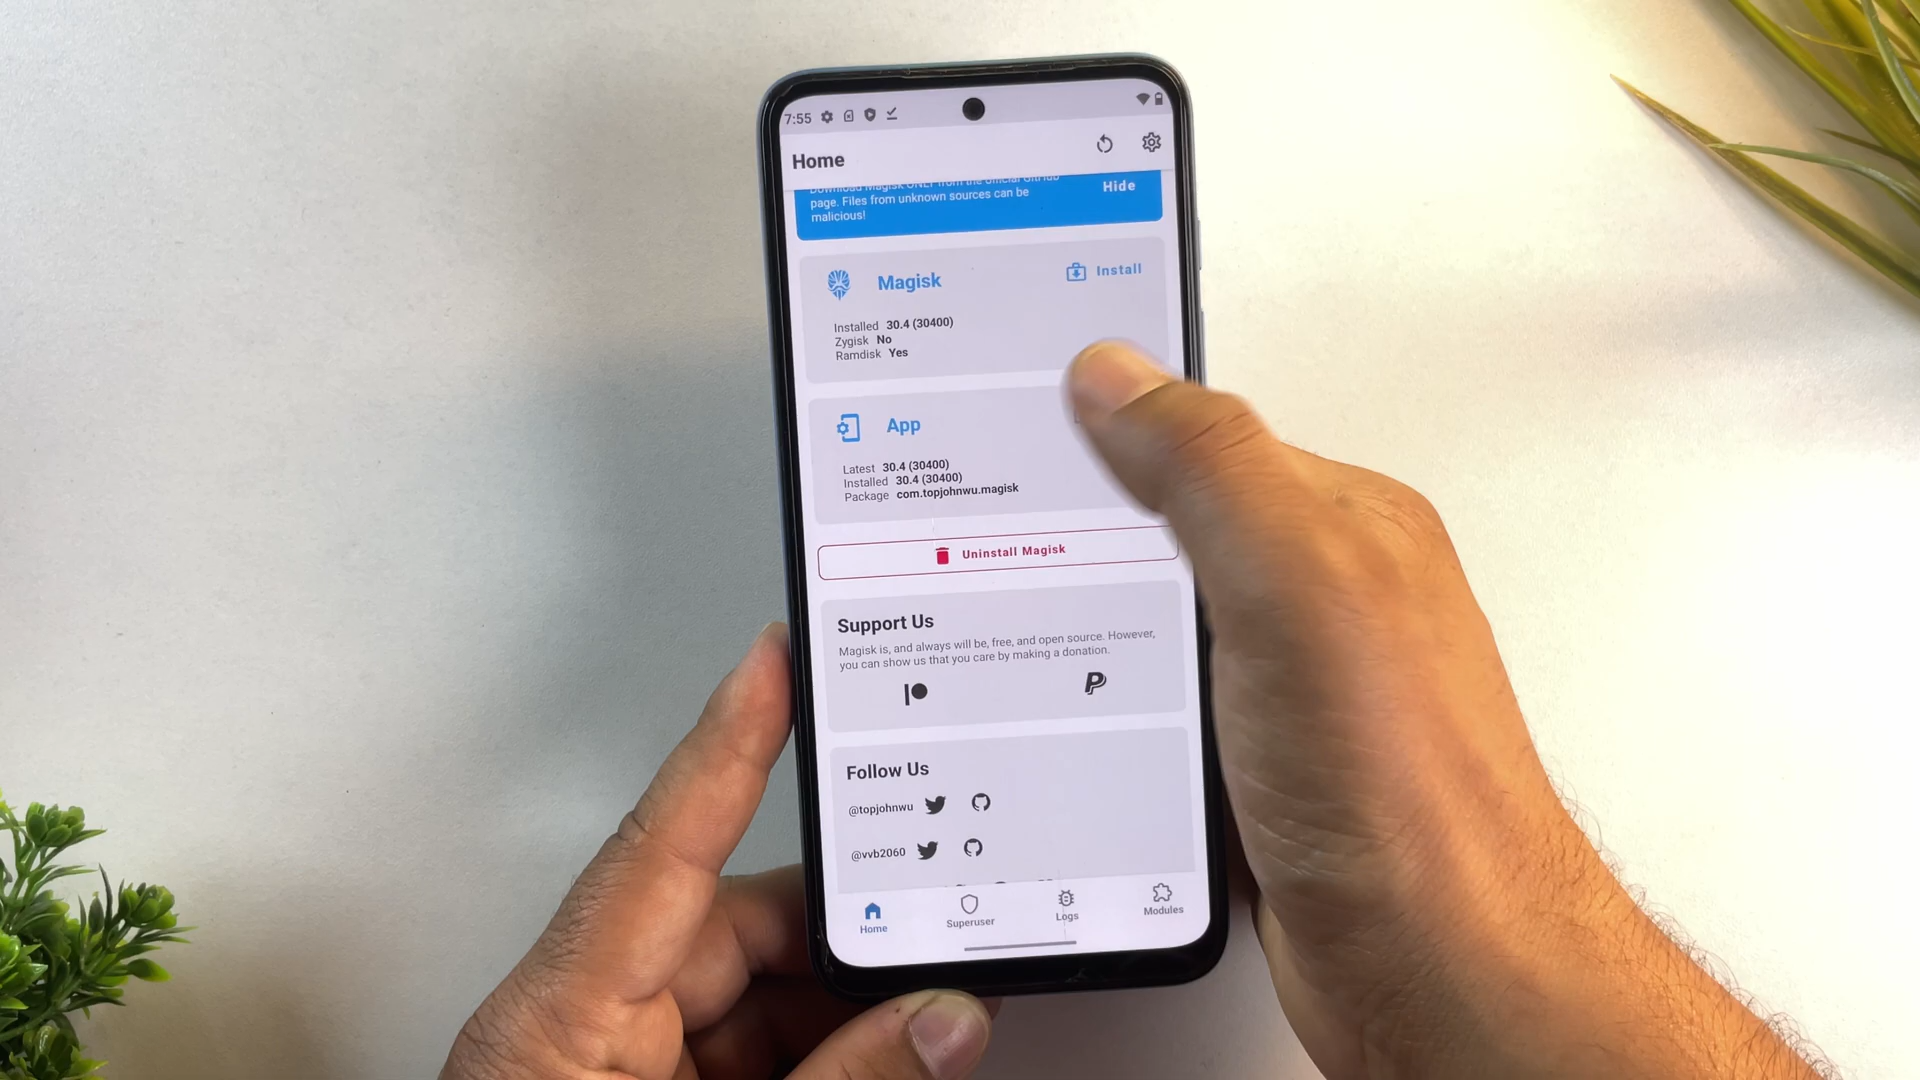 7:55
Home
Download Magisk ONLY from the official GitHub
page. Files from unknown sources can be
malicious!
Hide
Magisk
Install
Installed 30.4 (30400)
Zygisk No
Ramdisk Yes
App
Latest 30.4 (30400)
Installed 30.4 (30400)
Package com.topjohnwu.magisk
Uninstall Magisk
Support Us
Magisk is, and always will be, free, and open source. However,
you can show us that you care by making a donation.
Follow Us
@topjohnwu
@vvb2060
Home
Superuser
Logs
Modules